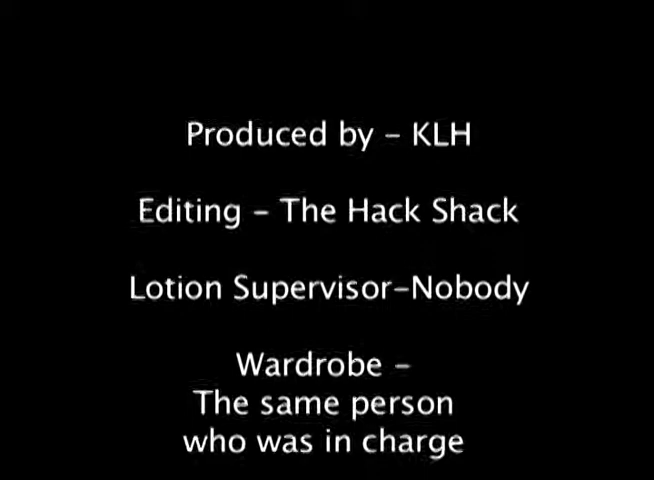 Produced by – KLH
Editing – The Hack Shack
Lotion Supervisor–Nobody
Wardrobe –
The same person
who was in charge